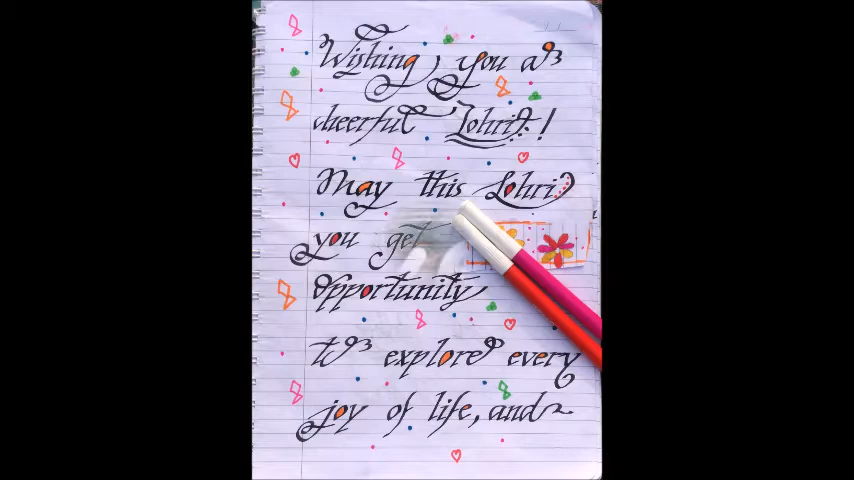 Wishing you a
cheerful Lohri!
May this Lohri
you get
opportunity
to explore every
joy of life, and